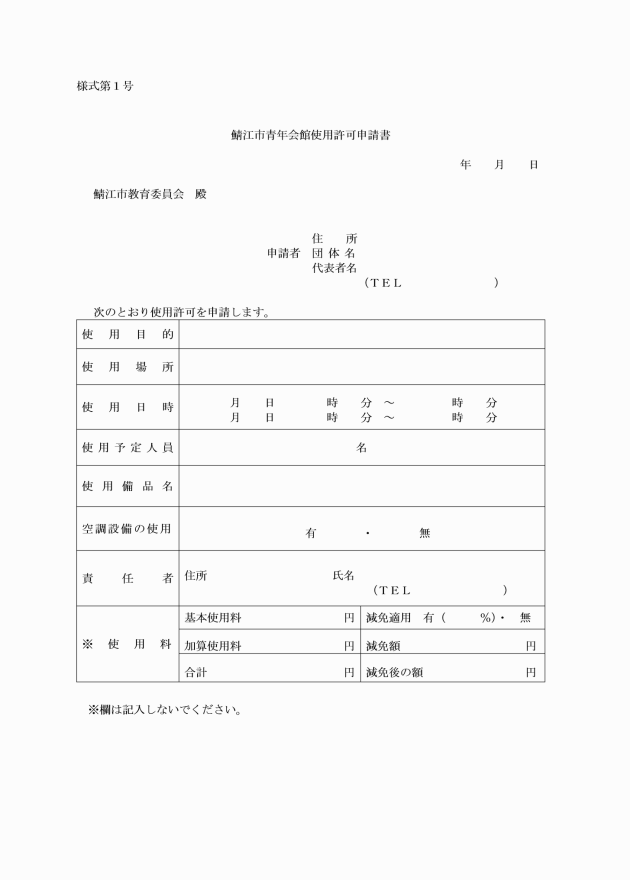 様式第１号
鯖江市青年会館使用許可申請書
年　　月　　日
鯖江市教育委員会　殿
住　　所
申請者　団 体 名
代表者名
（ＴＥＬ　　　　　　　　）
次のとおり使用許可を申請します。
使　用　目　的
使　用　場　所
使　用　日　時　　月　　日　　　　時　　分　～　　　　時　　分
月　　日　　　　時　　分　～　　　　時　　分
使 用 予 定 人 員　　名
使　用　備　品　名
空調設備の使用　　有　　　・　　　無
責　　任　　者　　住所　　　　　　　　　氏名
（ＴＥＬ　　　　　　　　）
※　使　用　料　　基本使用料　　円　　減免適用　有（　　　％）・　無
加算使用料　　円　　減免額　　円
合計　　円　　減免後の額　　円
※欄は記入しないでください。